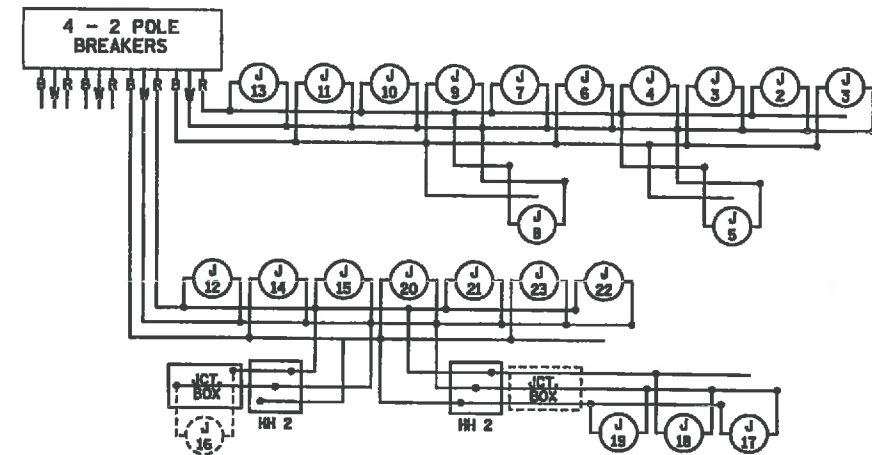 4 - 2 POLE
BREAKERS
B W R B W R B W R B W R
J 13
J 11
J 10
J 9
J 7
J 6
J 4
J 3
J 2
J 3
J 8
J 5
J 12
J 14
J 15
J 20
J 21
J 23
J 22
JCT.
BOX
HH 2
J 16
HH 2
JCT.
BOX
J 19
J 18
J 17